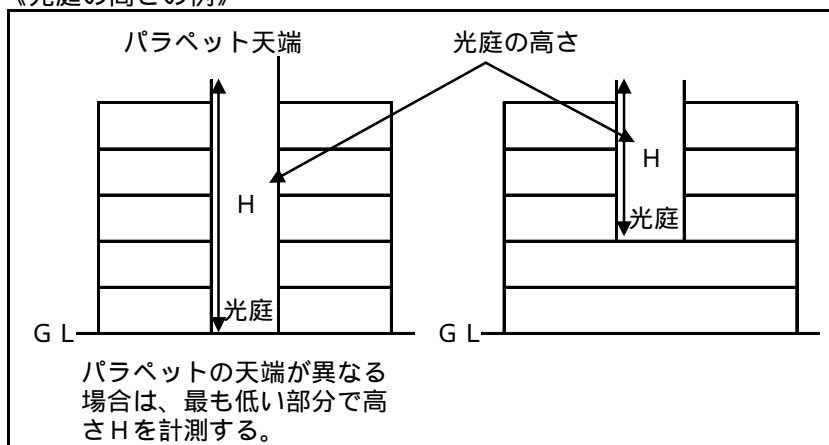 《光庭の高さの例》
パラペット天端
光庭の高さ
H
H
光庭
光庭
GL
GL
パラペットの天端が異なる
場合は、最も低い部分で高
さHを計測する。